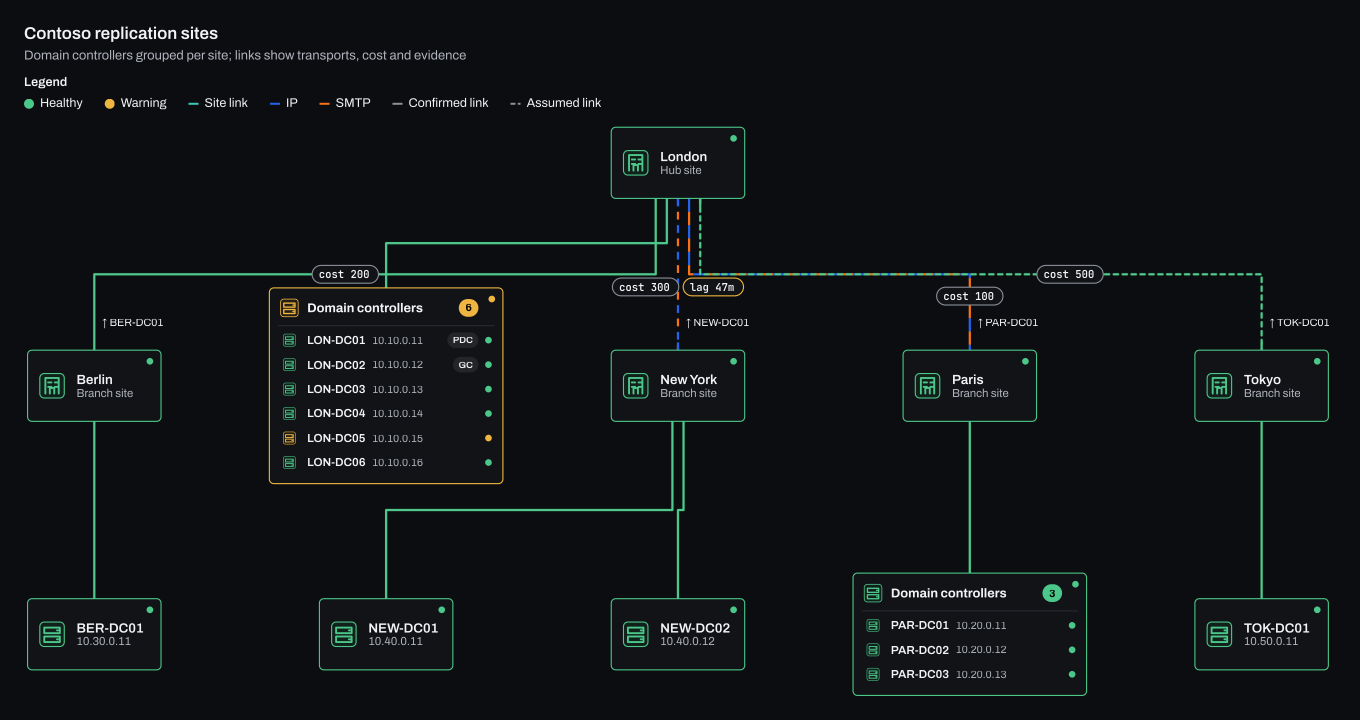 Contoso replication sites
Domain controllers grouped per site; links show transports, cost and evidence
Legend
Healthy
Warning
Site link
IP
SMTP
Confirmed link
Assumed link
London
Hub site
cost 200
cost 500
cost 300
lag 47m
cost 100
Domain controllers 6
LON-DC01 10.10.0.11 PDC
LON-DC02 10.10.0.12 GC
LON-DC03 10.10.0.13
LON-DC04 10.10.0.14
LON-DC05 10.10.0.15
LON-DC06 10.10.0.16
↑ BER-DC01
↑ NEW-DC01
↑ PAR-DC01
↑ TOK-DC01
Berlin
Branch site
New York
Branch site
Paris
Branch site
Tokyo
Branch site
BER-DC01
10.30.0.11
NEW-DC01
10.40.0.11
NEW-DC02
10.40.0.12
Domain controllers 3
PAR-DC01 10.20.0.11
PAR-DC02 10.20.0.12
PAR-DC03 10.20.0.13
TOK-DC01
10.50.0.11